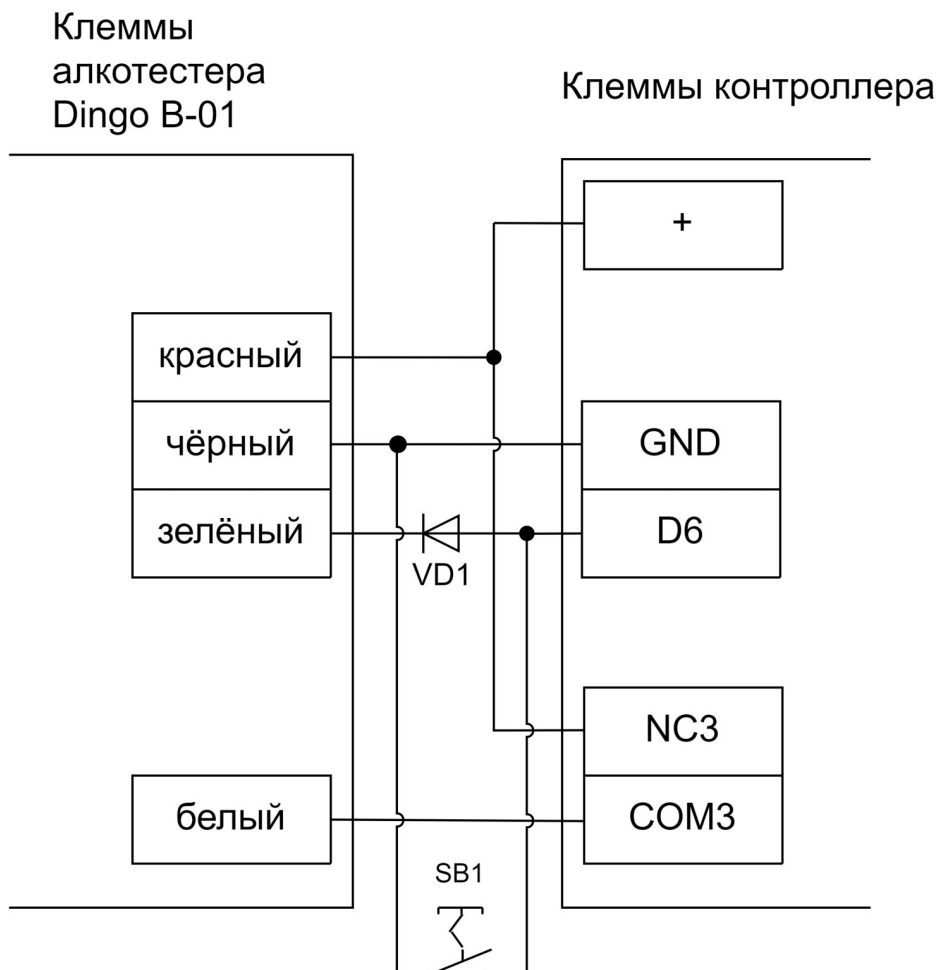 Клеммы
алкотестера
Dingo B-01
Клеммы контроллера
+
красный
чёрный
GND
зелёный
D6
VD1
NC3
белый
COM3
SB1